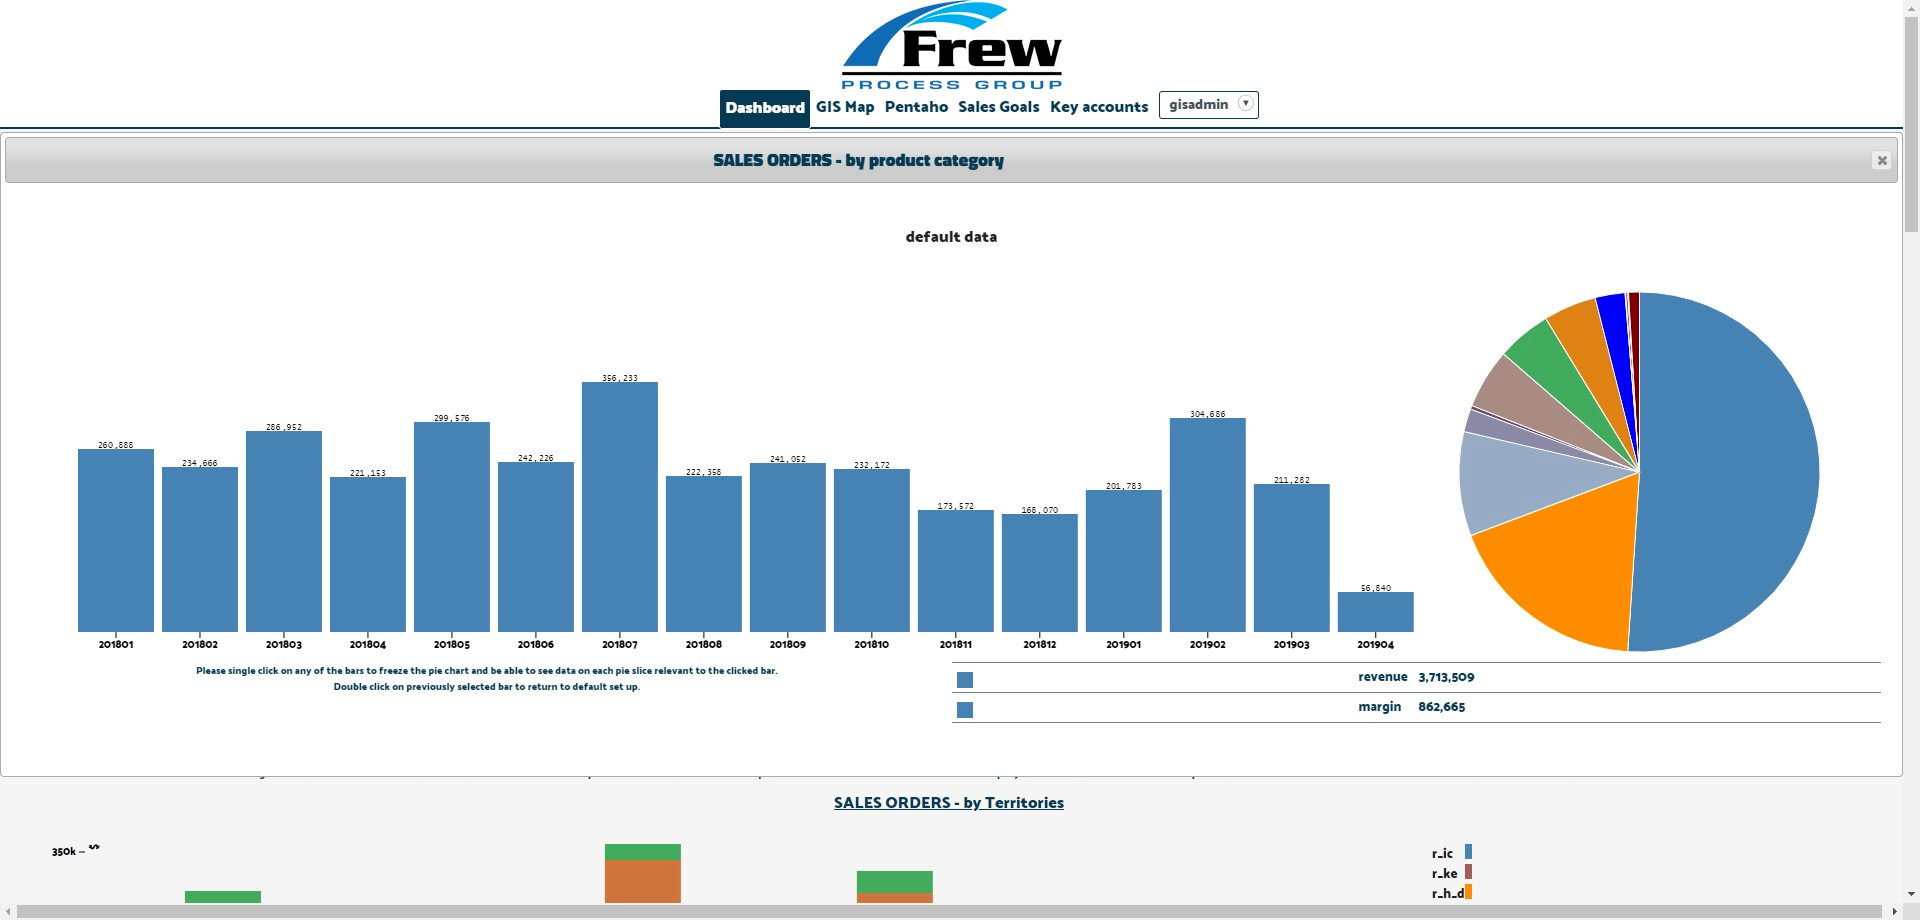 Frew
PROCESS GROUP
Dashboard GIS Map Pentaho Sales Goals Key accounts gisadmin
SALES ORDERS - by product category
default data
260,888
234,666
286,952
221,153
299,576
242,226
356,233
222,358
241,052
232,172
173,572
168,070
201,783
304,686
211,282
56,840
201801 201802 201803 201804 201805 201806 201807 201808 201809 201810 201811 201812 201901 201902 201903 201904
Please single click on any of the bars to freeze the pie chart and be able to see data on each pie slice relevant to the clicked bar.
Double click on previously selected bar to return to default set up.
revenue 3,713,509
margin 862,665
SALES ORDERS - by Territories
350k
r_ic
r_ke
r_h_d